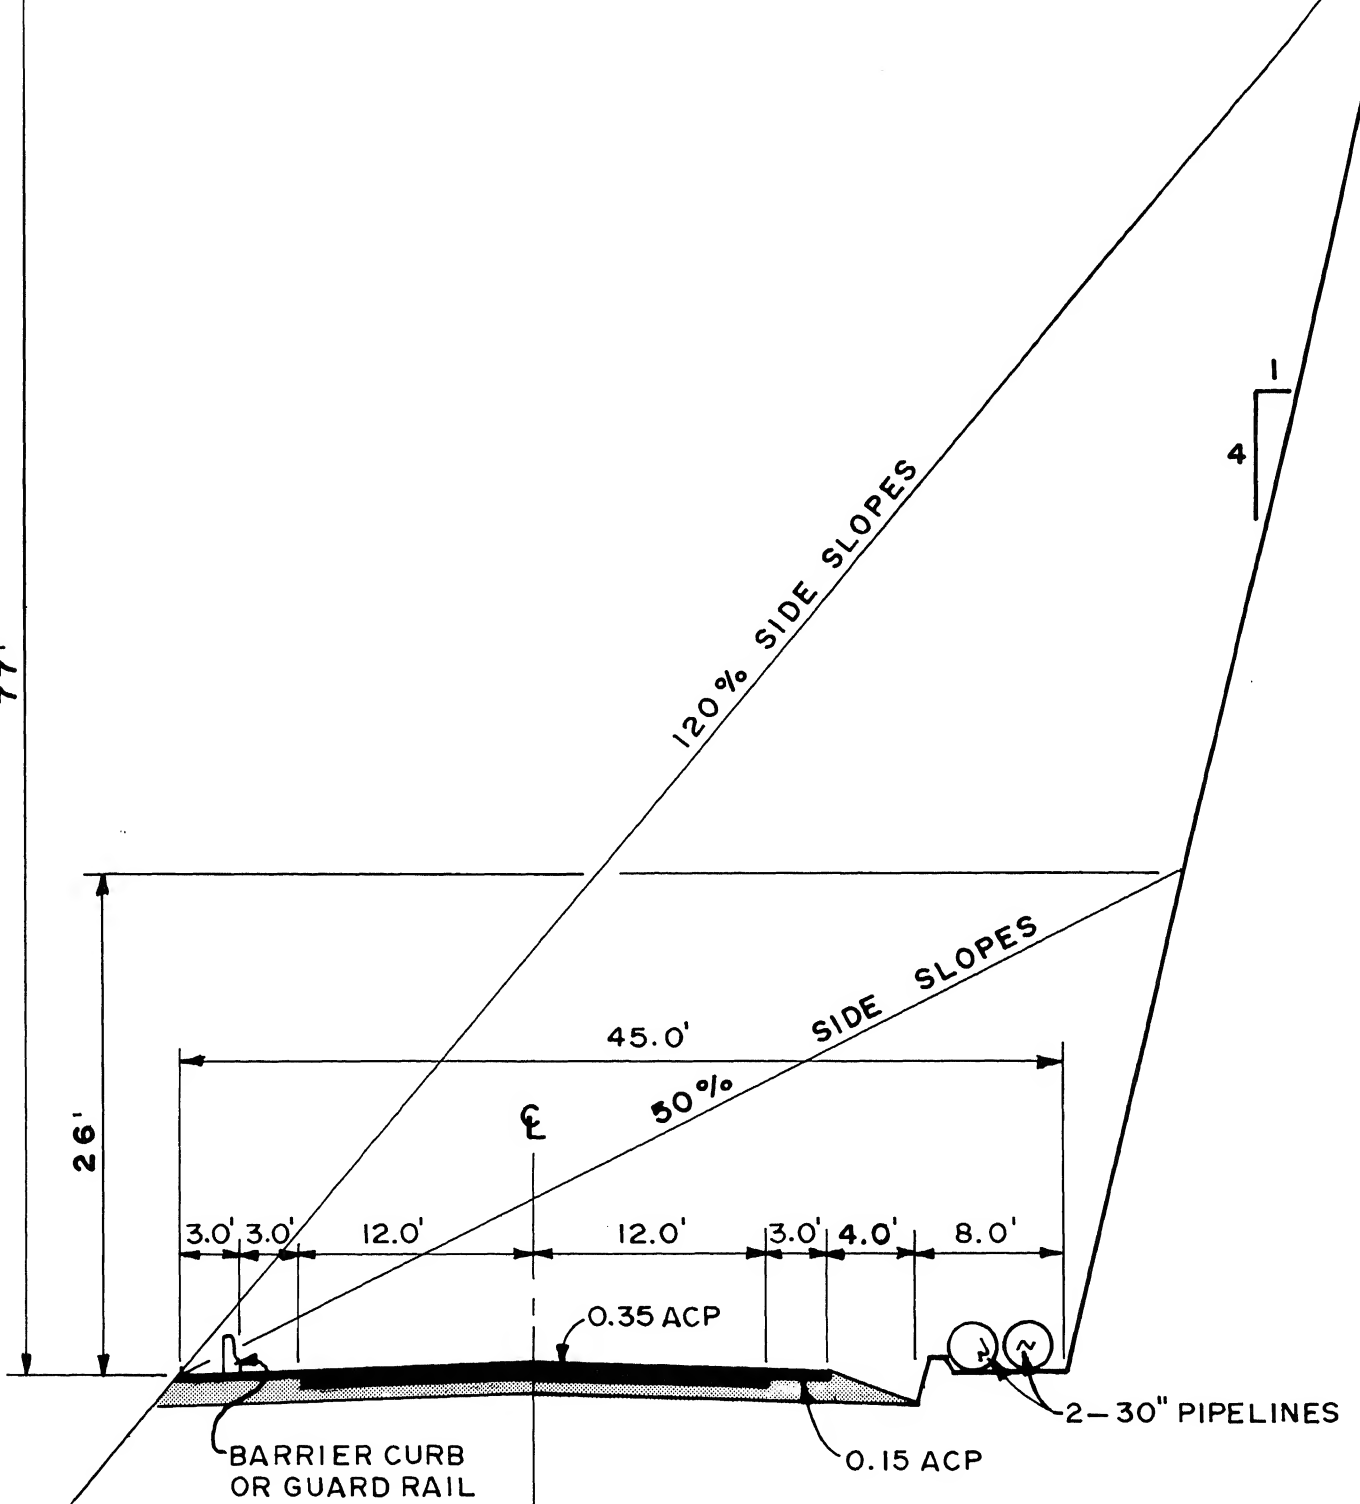 1
4
120% SIDE SLOPES
77'
50% SIDE SLOPES
45.0'
26'
℄
3.0' 3.0' 12.0' 12.0' 3.0' 4.0' 8.0'
0.35 ACP
2-30" PIPELINES
0.15 ACP
BARRIER CURB
OR GUARD RAIL